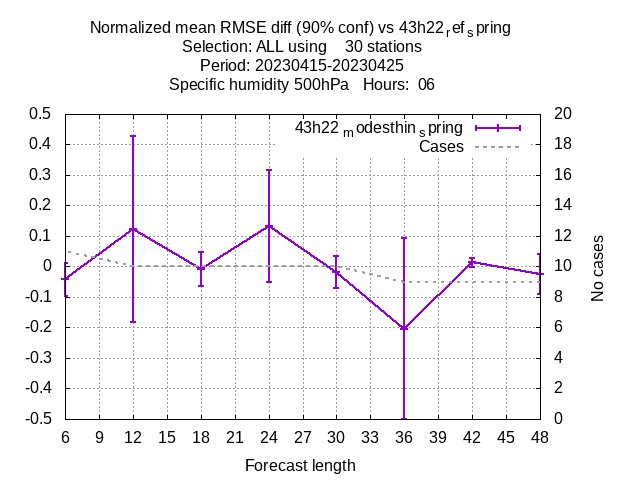 Normalized mean RMSE diff (90% conf) vs 43h22refspring
Selection: ALL using 30 stations
Period: 20230415-20230425
Specific humidity 500hPa Hours: 06
43h22modesthinspring
Cases
0.5
0.4
0.3
0.2
0.1
0
-0.1
-0.2
-0.3
-0.4
-0.5
20
18
16
14
12
10
8
6
4
2
0
No cases
6 9 12 15 18 21 24 27 30 33 36 39 42 45 48
Forecast length